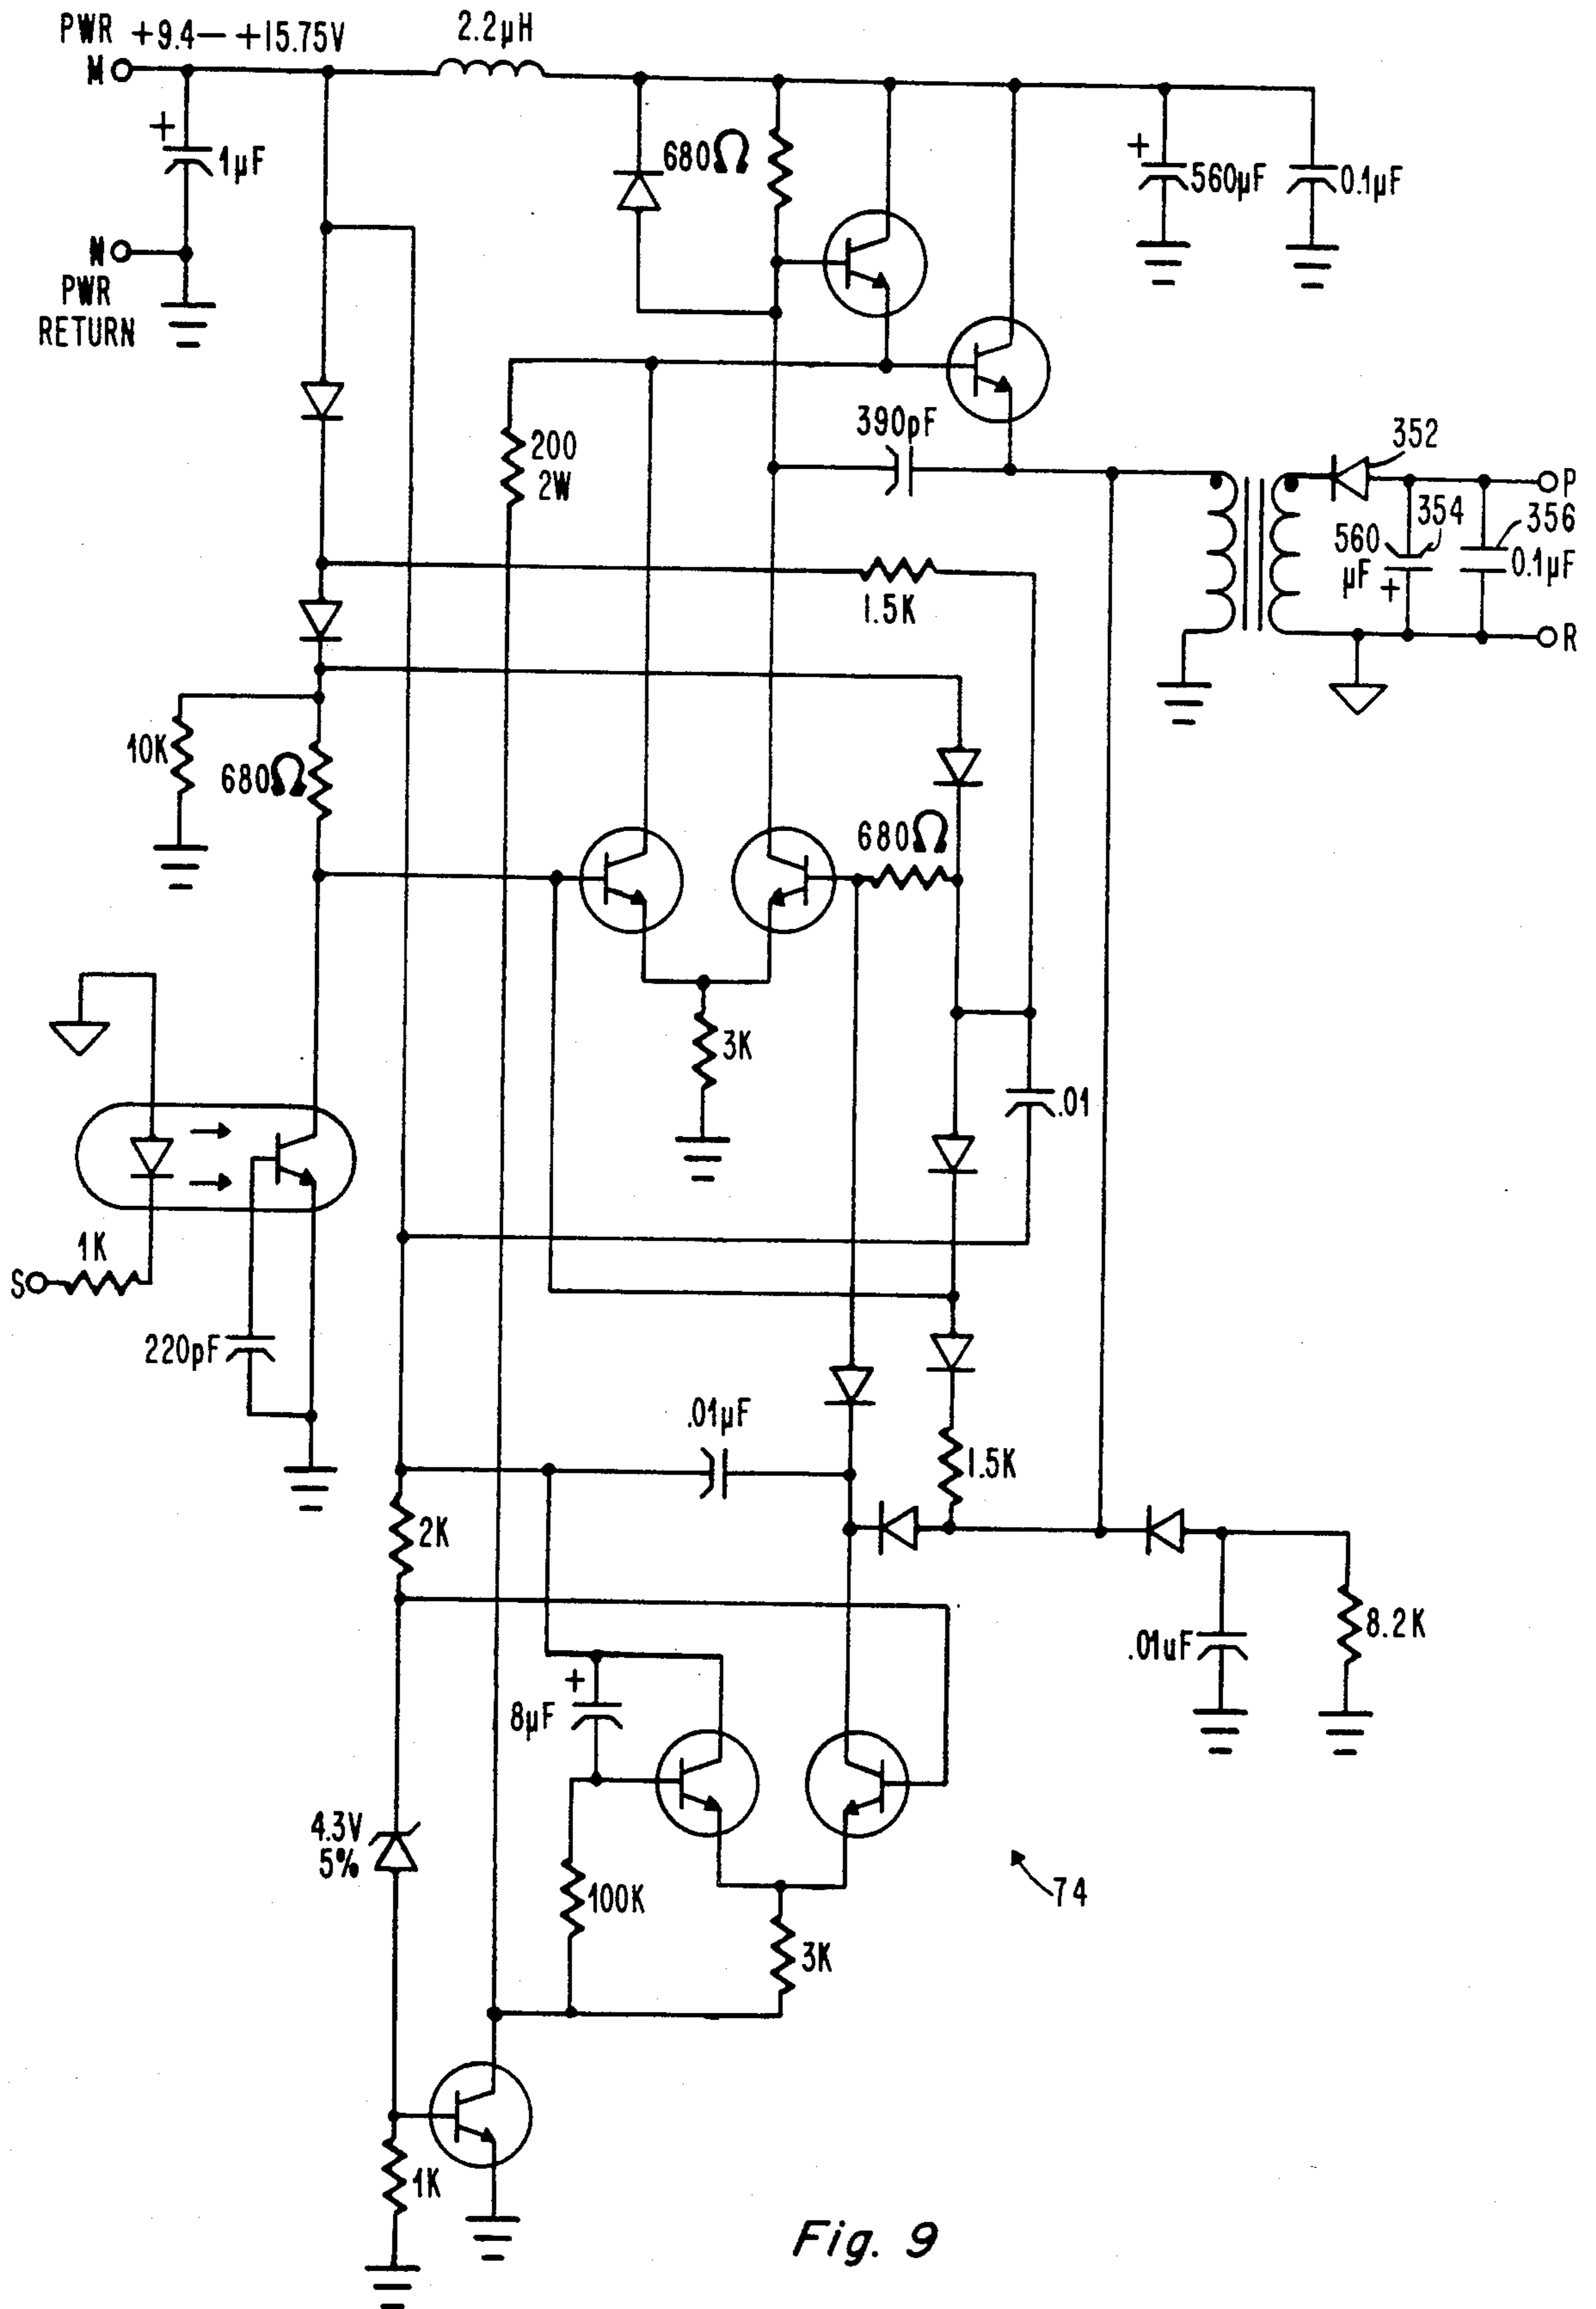 PWR +9.4— +15.75V
2.2µH
M
+
1µF
680Ω
+
560µF
0.1µF
N
PWR
RETURN
200
2W
390pF
352
P
354
356
560
µF
+
0.1µF
1.5K
R
10K
680Ω
680Ω
3K
.01
1K
S
220pF
.01µF
1.5K
2K
.01uF
8.2K
+
8µF
4.3V
5%
100K
74
3K
1K
Fig. 9